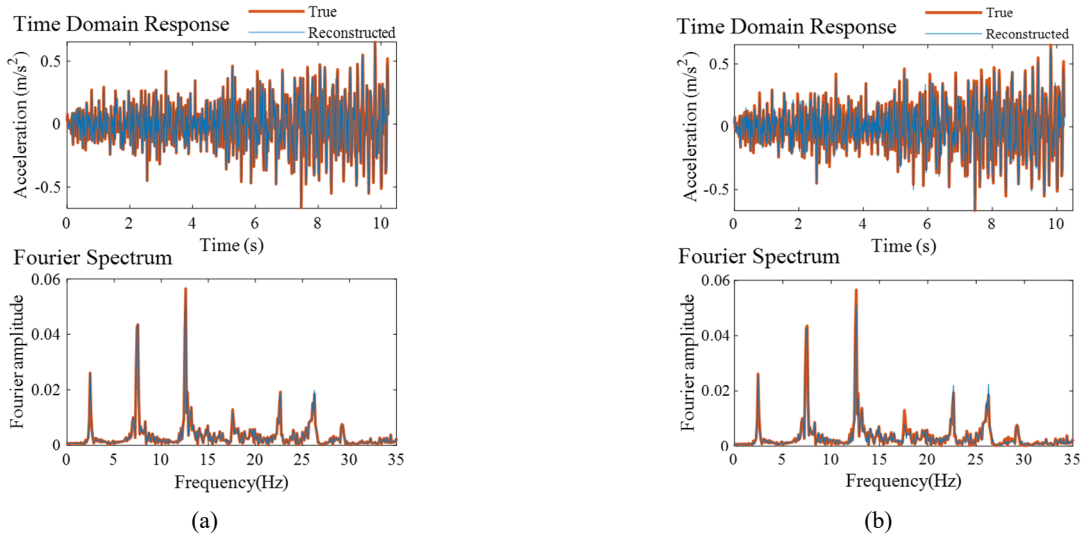 Time Domain Response
True
Reconstructed
Acceleration (m/s²)
0.5
0
-0.5
0 2 4 6 8 10
Time (s)
Fourier Spectrum
Fourier amplitude
0.06
0.04
0.02
0
0 5 10 15 20 25 30 35
Frequency(Hz)
(a)
Time Domain Response
True
Reconstructed
Acceleration (m/s²)
0.5
0
-0.5
0 2 4 6 8 10
Time (s)
Fourier Spectrum
Fourier amplitude
0.06
0.04
0.02
0
0 5 10 15 20 25 30 35
Frequency(Hz)
(b)